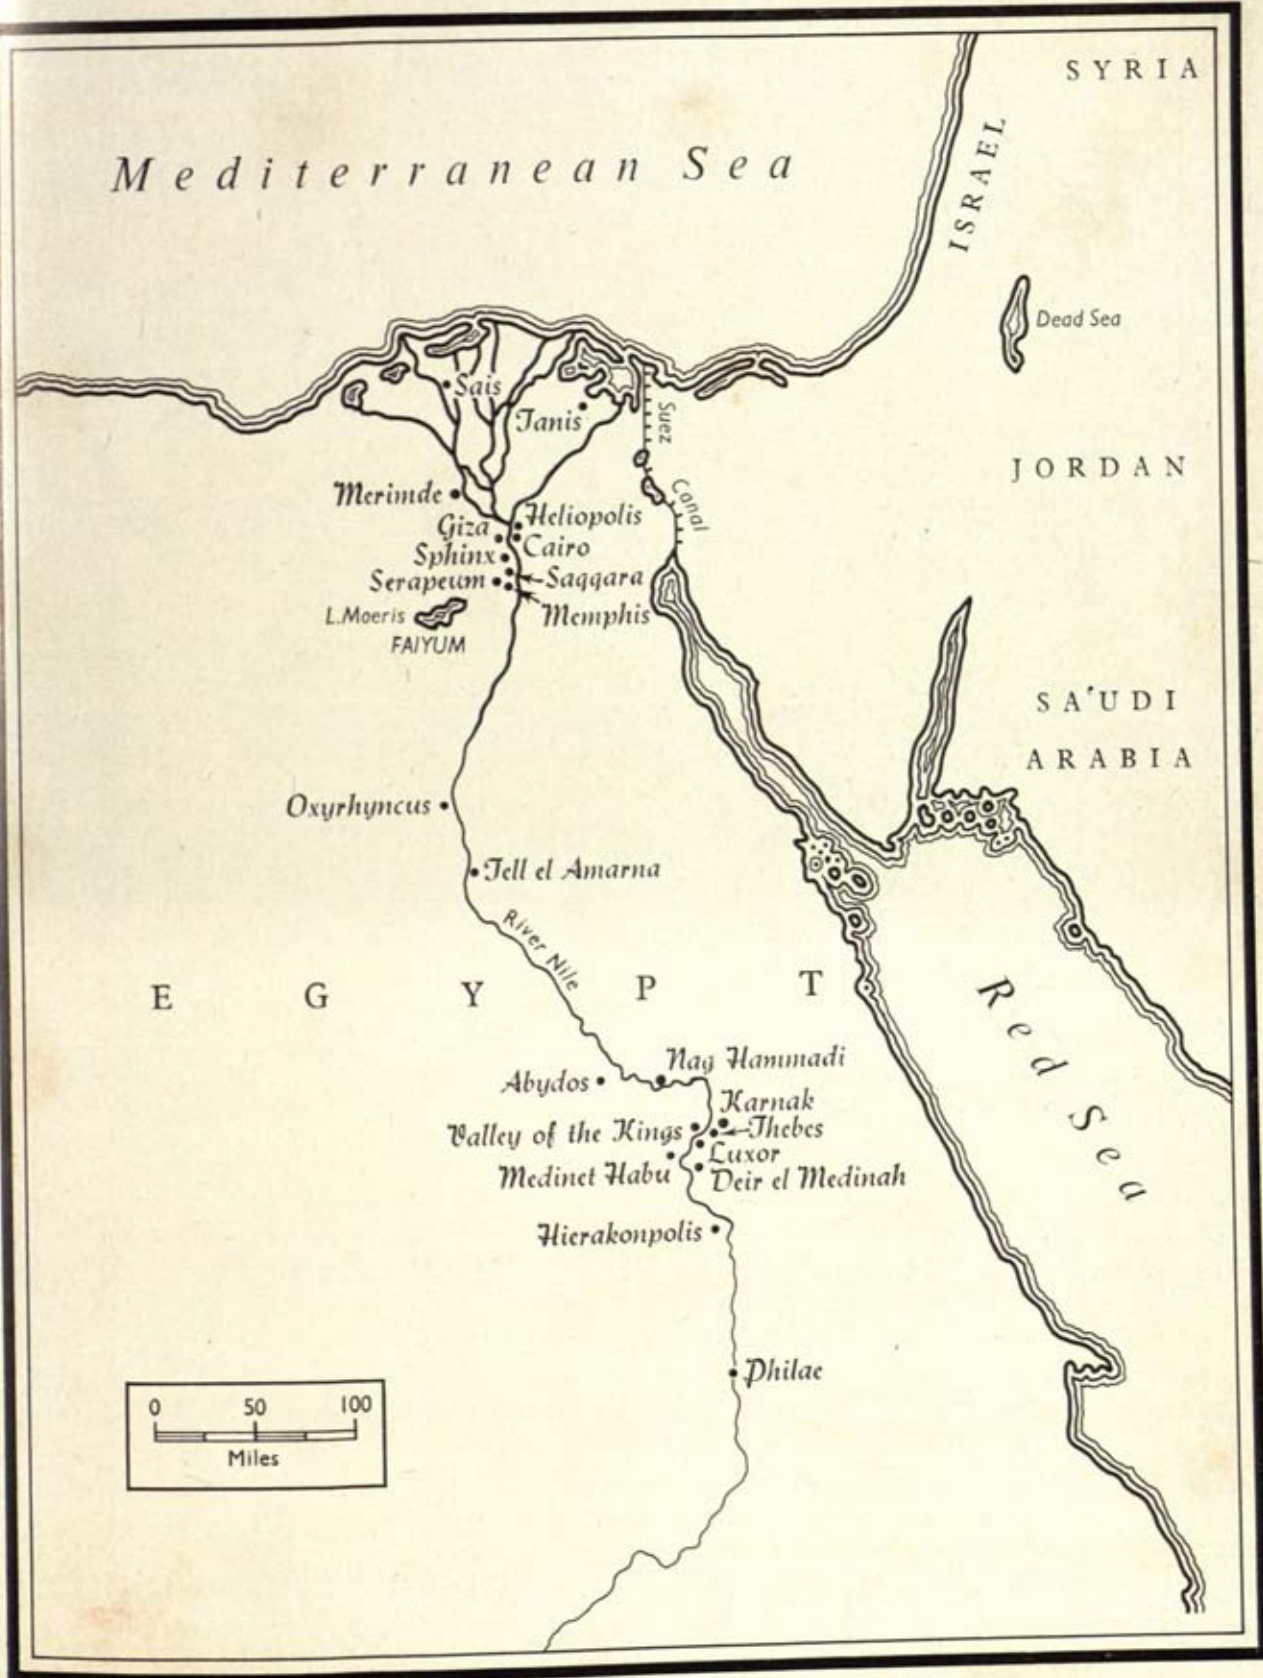 SYRIA
Mediterranean Sea
ISRAEL
Dead Sea
Sais
Tanis
Suez
Canal
JORDAN
Merimde
Heliopolis
Giza
Cairo
Sphinx
Serapeum
Saqqara
L.Moeris
Memphis
FAIYUM
SA'UDI
ARABIA
Oxyrhyncus
Tell el Amarna
River Nile
EGYPT
Red Sea
Nag Hammadi
Abydos
Karnak
Valley of the Kings
Thebes
Luxor
Medinet Habu
Deir el Medinah
Hierakonpolis
Philae
0 50 100
Miles